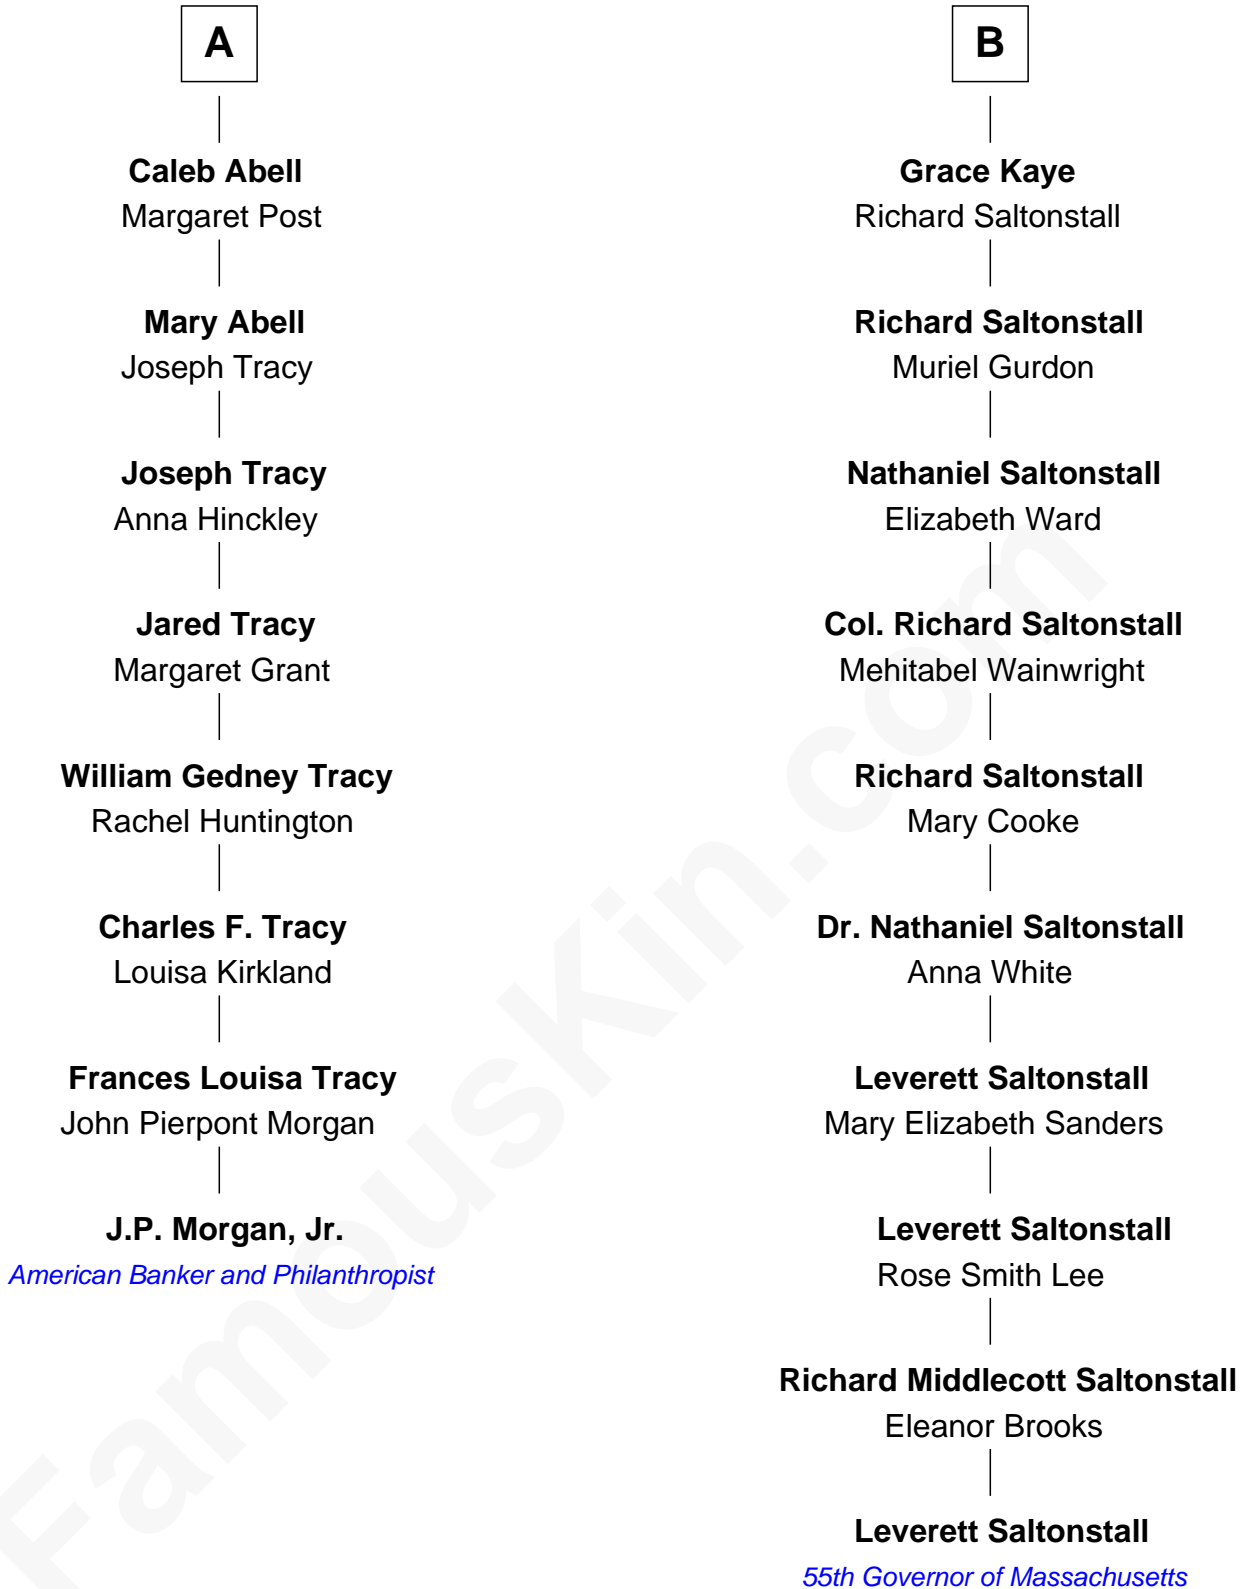 A
Caleb Abell
Margaret Post
Mary Abell
Joseph Tracy
Joseph Tracy
Anna Hinckley
Jared Tracy
Margaret Grant
William Gedney Tracy
Rachel Huntington
Charles F. Tracy
Louisa Kirkland
Frances Louisa Tracy
John Pierpont Morgan
J.P. Morgan, Jr.
American Banker and Philanthropist
B
Grace Kaye
Richard Saltonstall
Richard Saltonstall
Muriel Gurdon
Nathaniel Saltonstall
Elizabeth Ward
Col. Richard Saltonstall
Mehitabel Wainwright
Richard Saltonstall
Mary Cooke
Dr. Nathaniel Saltonstall
Anna White
Leverett Saltonstall
Mary Elizabeth Sanders
Leverett Saltonstall
Rose Smith Lee
Richard Middlecott Saltonstall
Eleanor Brooks
Leverett Saltonstall
55th Governor of Massachusetts
FamousKin.com